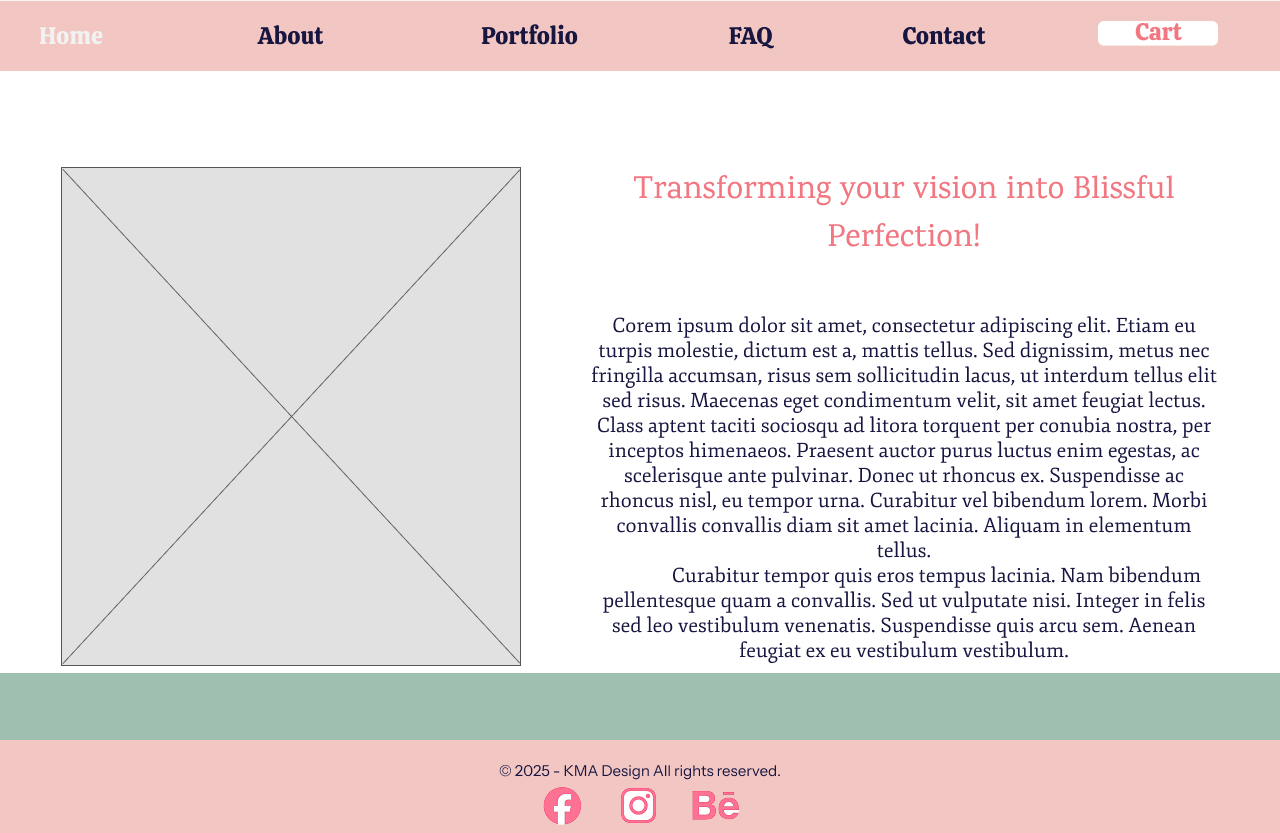 Home
About
Portfolio
FAQ
Contact
Cart
Transforming your vision into Blissful
Perfection!
Corem ipsum dolor sit amet, consectetur adipiscing elit. Etiam eu
turpis molestie, dictum est a, mattis tellus. Sed dignissim, metus nec
fringilla accumsan, risus sem sollicitudin lacus, ut interdum tellus elit
sed risus. Maecenas eget condimentum velit, sit amet feugiat lectus.
Class aptent taciti sociosqu ad litora torquent per conubia nostra, per
inceptos himenaeos. Praesent auctor purus luctus enim egestas, ac
scelerisque ante pulvinar. Donec ut rhoncus ex. Suspendisse ac
rhoncus nisl, eu tempor urna. Curabitur vel bibendum lorem. Morbi
convallis convallis diam sit amet lacinia. Aliquam in elementum
tellus.
Curabitur tempor quis eros tempus lacinia. Nam bibendum
pellentesque quam a convallis. Sed ut vulputate nisi. Integer in felis
sed leo vestibulum venenatis. Suspendisse quis arcu sem. Aenean
feugiat ex eu vestibulum vestibulum.
© 2025 - KMA Design All rights reserved.
Bē